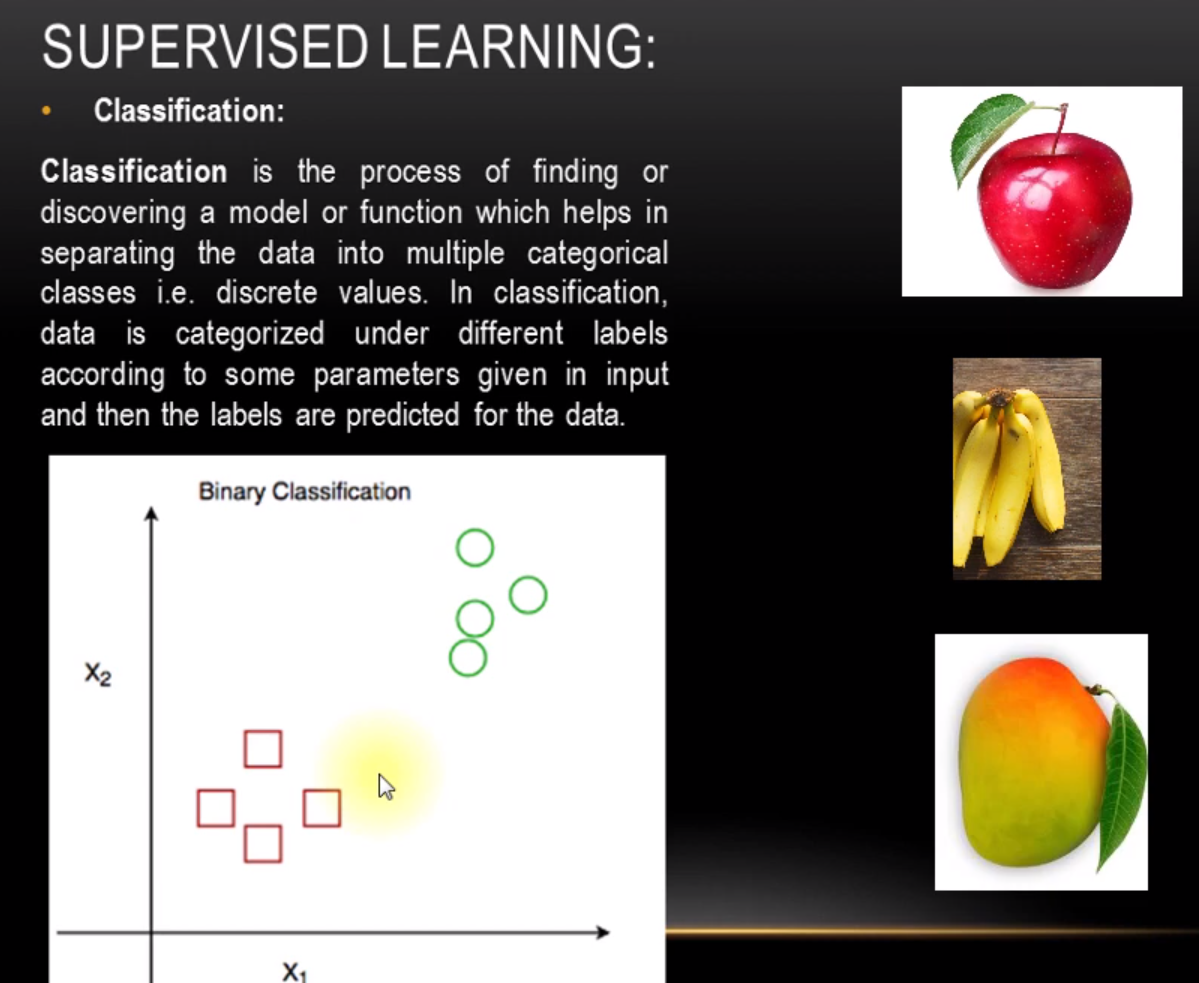 SUPERVISED LEARNING:
• Classification:
Classification is the process of finding or
discovering a model or function which helps in
separating the data into multiple categorical
classes i.e. discrete values. In classification,
data is categorized under different labels
according to some parameters given in input
and then the labels are predicted for the data.
Binary Classification
X₂
X₁